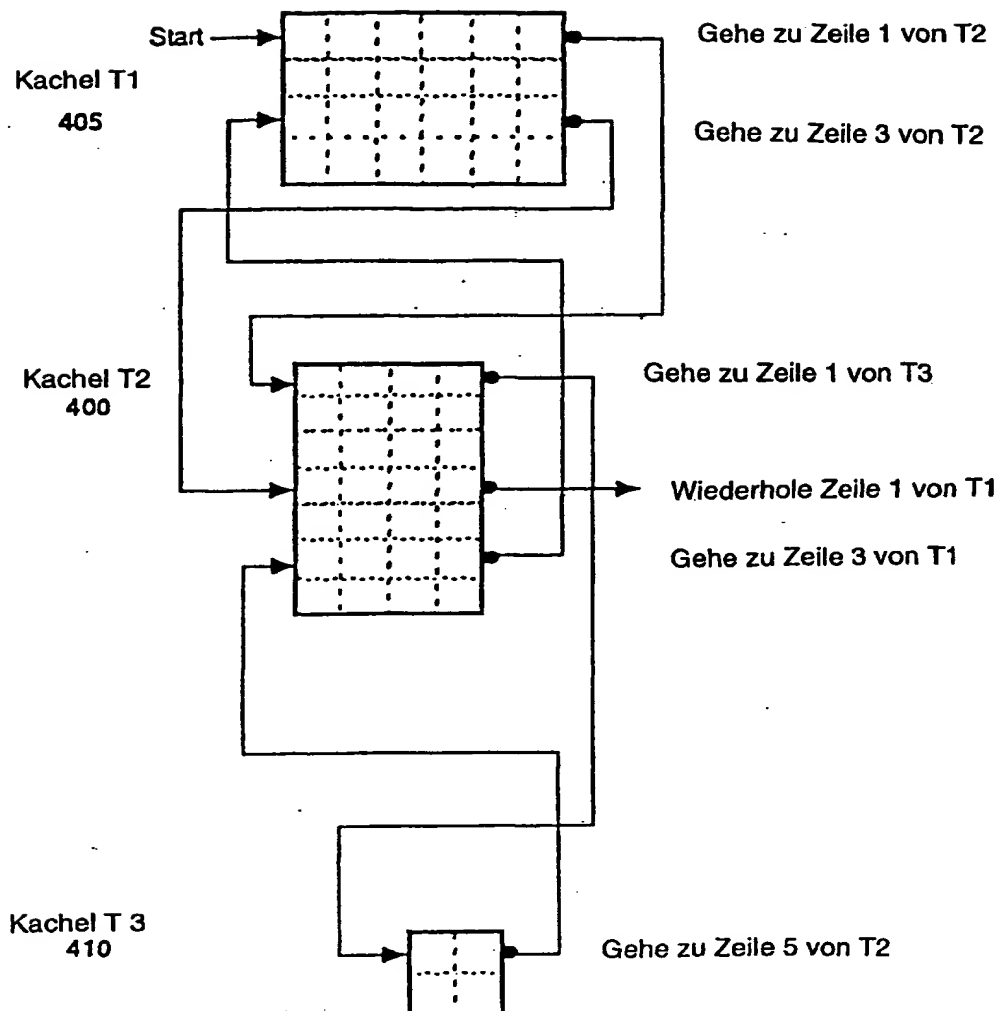 Start
Gehe zu Zeile 1 von T2
Kachel T1
405
Gehe zu Zeile 3 von T2
Kachel T2
400
Gehe zu Zeile 1 von T3
Wiederhole Zeile 1 von T1
Gehe zu Zeile 3 von T1
Kachel T 3
410
Gehe zu Zeile 5 von T2